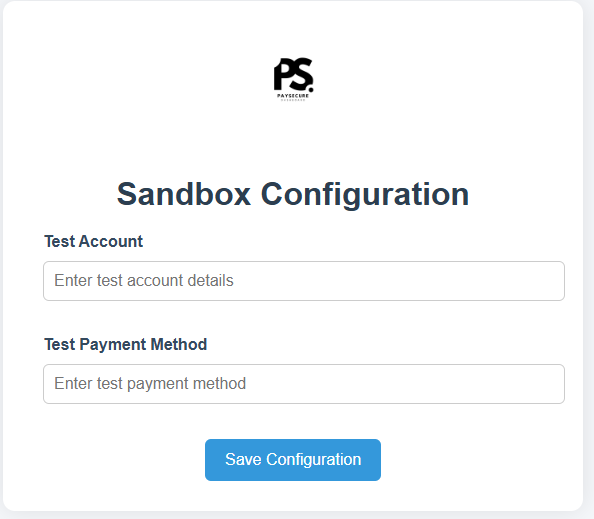 PS.
PAYSECURE
Sandbox Configuration
Test Account
Enter test account details
Test Payment Method
Enter test payment method
Save Configuration